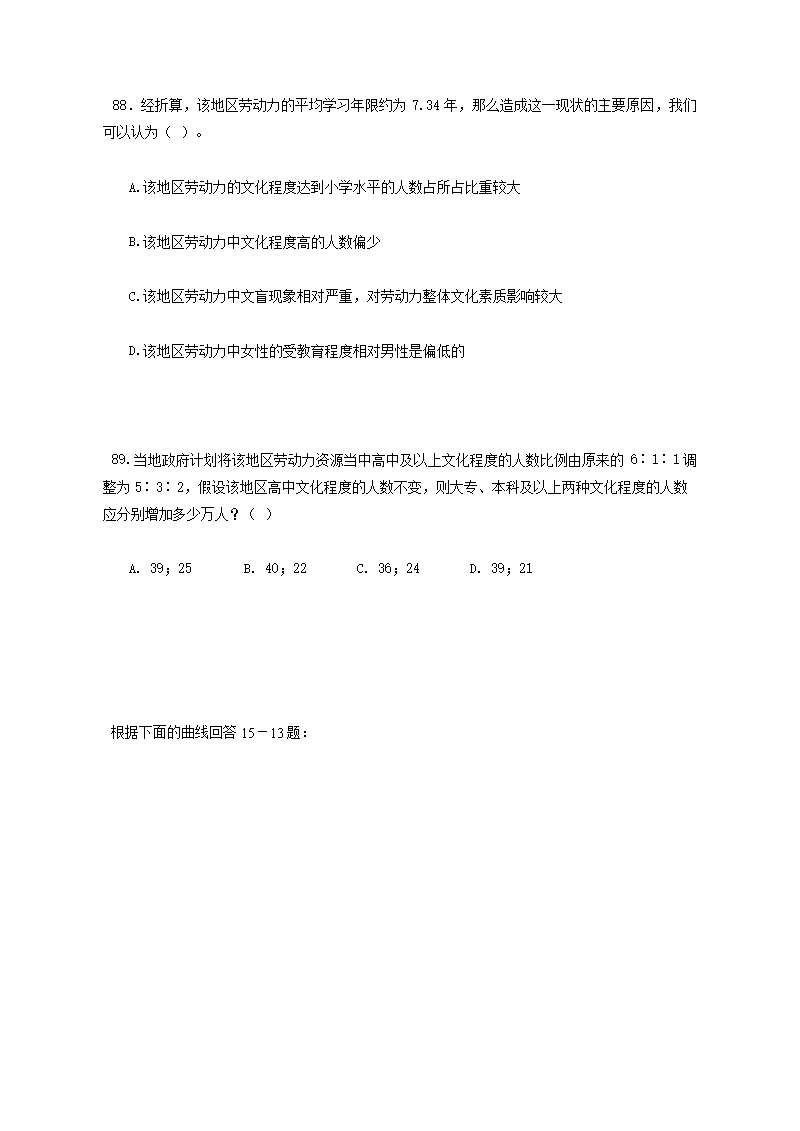 88．经折算，该地区劳动力的平均学习年限约为 7.34 年，那么造成这一现状的主要原因，我们
可以认为（ ）。
A.该地区劳动力的文化程度达到小学水平的人数占所占比重较大
B.该地区劳动力中文化程度高的人数偏少
C.该地区劳动力中文盲现象相对严重，对劳动力整体文化素质影响较大
D.该地区劳动力中女性的受教育程度相对男性是偏低的
89.当地政府计划将该地区劳动力资源当中高中及以上文化程度的人数比例由原来的 6∶1∶1 调
整为 5∶3∶2，假设该地区高中文化程度的人数不变，则大专、本科及以上两种文化程度的人数
应分别增加多少万人？（ ）
A. 39；25 B. 40；22 C. 36；24 D. 39；21
根据下面的曲线回答 15－13 题：